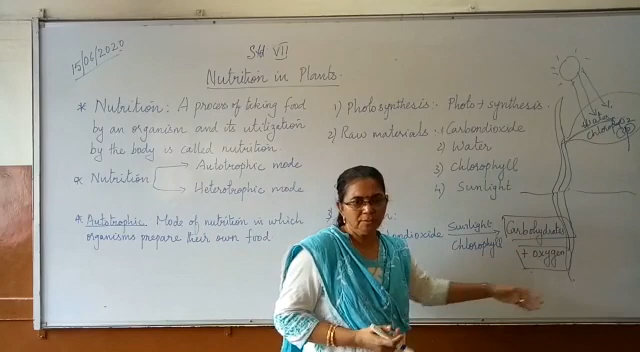 15/06/2020
Std VII
Nutrition in Plants.
* Nutrition: A process of taking food
by an organism and its utilization
by the body is called nutrition.
* Nutrition → Autotrophic mode
→ Heterotrophic mode
* Autotrophic Mode of nutrition in which
organisms prepare their own food
1) Photosynthesis: Photo + synthesis.
2) Raw materials: 1) Carbondioxide
2) Water
3) Chlorophyll
4) Sunlight
3)
Sunlight
Chlorophyll
→ Carbohydrates
+ oxygen